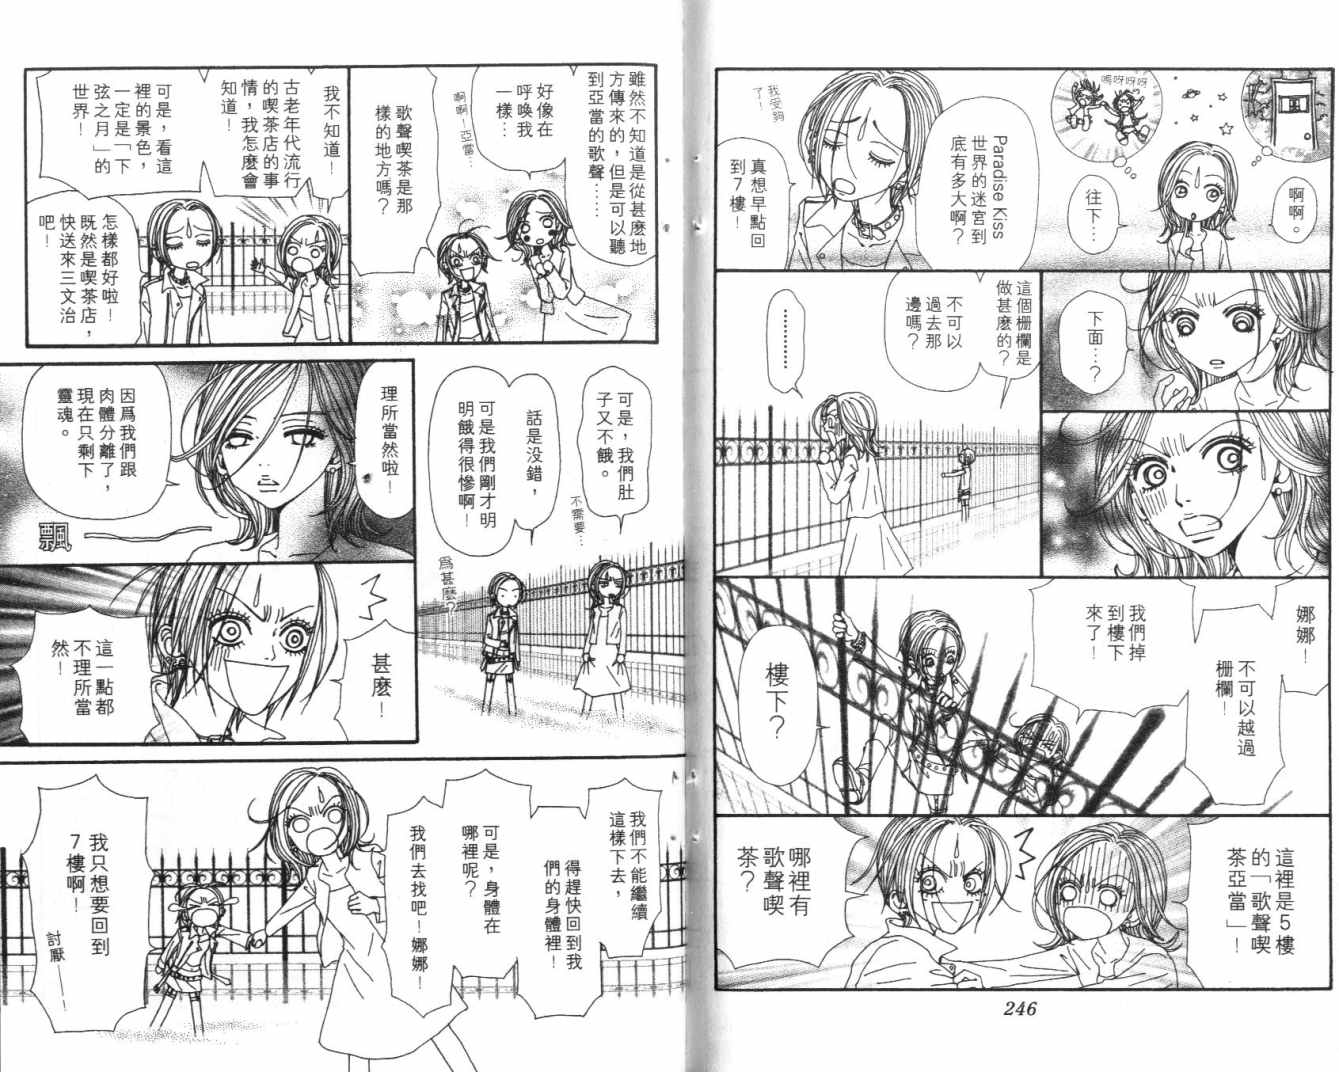 啊啊。
往下…
嗚呀呀呀
Paradise Kiss
世界的迷宮到
底有多大啊？
我受夠
了！
真想早點回
到7樓！
下面…？
這個柵欄是
做甚麼的？
不可以
過去那
邊嗎？
…………
娜娜！
不可以越過
柵欄！
我們掉
到樓下
來了！
樓下？
這裡是5樓
的「歌聲喫
茶亞當」！
哪裡有
歌聲喫
茶？
246
雖然不知道是從甚麼地
方傳來的，但是可以聽
到亞當的歌聲……
好像在
呼喚我
一樣…
啊啊！亞當…
歌聲喫茶是那
樣的地方嗎？
我不知道！
古老年代流行
的喫茶店的事
情，我怎麼會
知道！
可是，看這
裡的景色，
一定是「下
弦之月」的
世界！
怎樣都好啦！
既然是喫茶店，
快送來三文治
吧！
可是，我們肚
子又不餓。
不需要…
話是没錯，
可是我們剛才明
明餓得很慘啊！
爲甚麼？
理所當然啦！
因爲我們跟
肉體分離了，
現在只剩下
靈魂。
飄
甚麼！
這一點都
不理所當
然！
我們不能繼續
這樣下去，
得趕快回到我
們的身體裡！
可是，身體在
哪裡呢？
我們去找吧！娜娜！
我只想要回到
7樓啊！
討厭——！